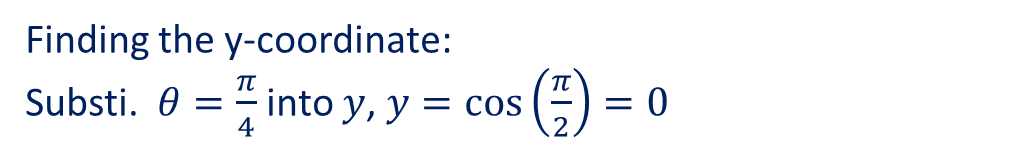 Finding the y-coordinate:
Substi. 𝜃 = π/4 into 𝑦, 𝑦 = cos(π/2) = 0